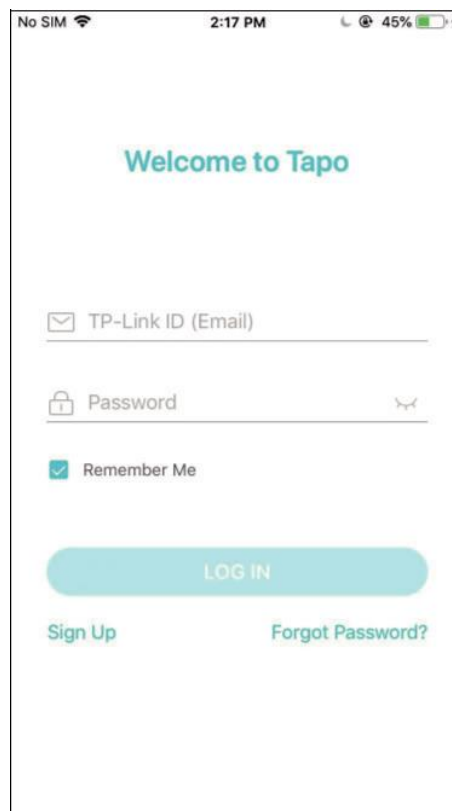 No SIM 2:17 PM 45%
Welcome to Tapo
TP-Link ID (Email)
Password
Remember Me
LOG IN
Sign Up Forgot Password?